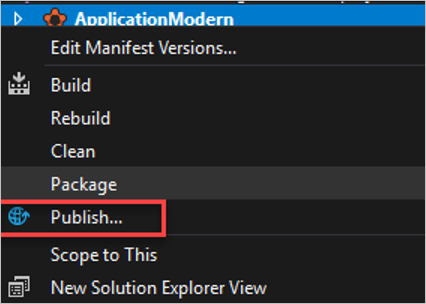 ApplicationModern
Edit Manifest Versions...
Build
Rebuild
Clean
Package
Publish...
Scope to This
New Solution Explorer View